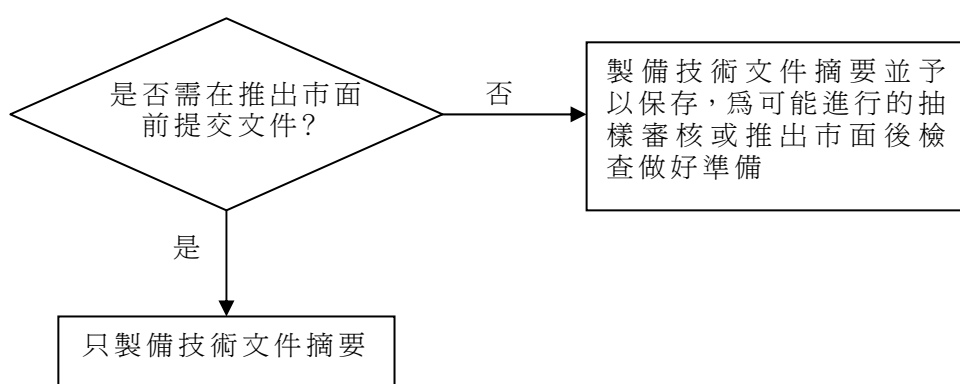 是否需在推出市面
前提交文件?
否
製備技術文件摘要並予
以保存，爲可能進行的抽
樣審核或推出市面後檢
查做好準備
是
只製備技術文件摘要